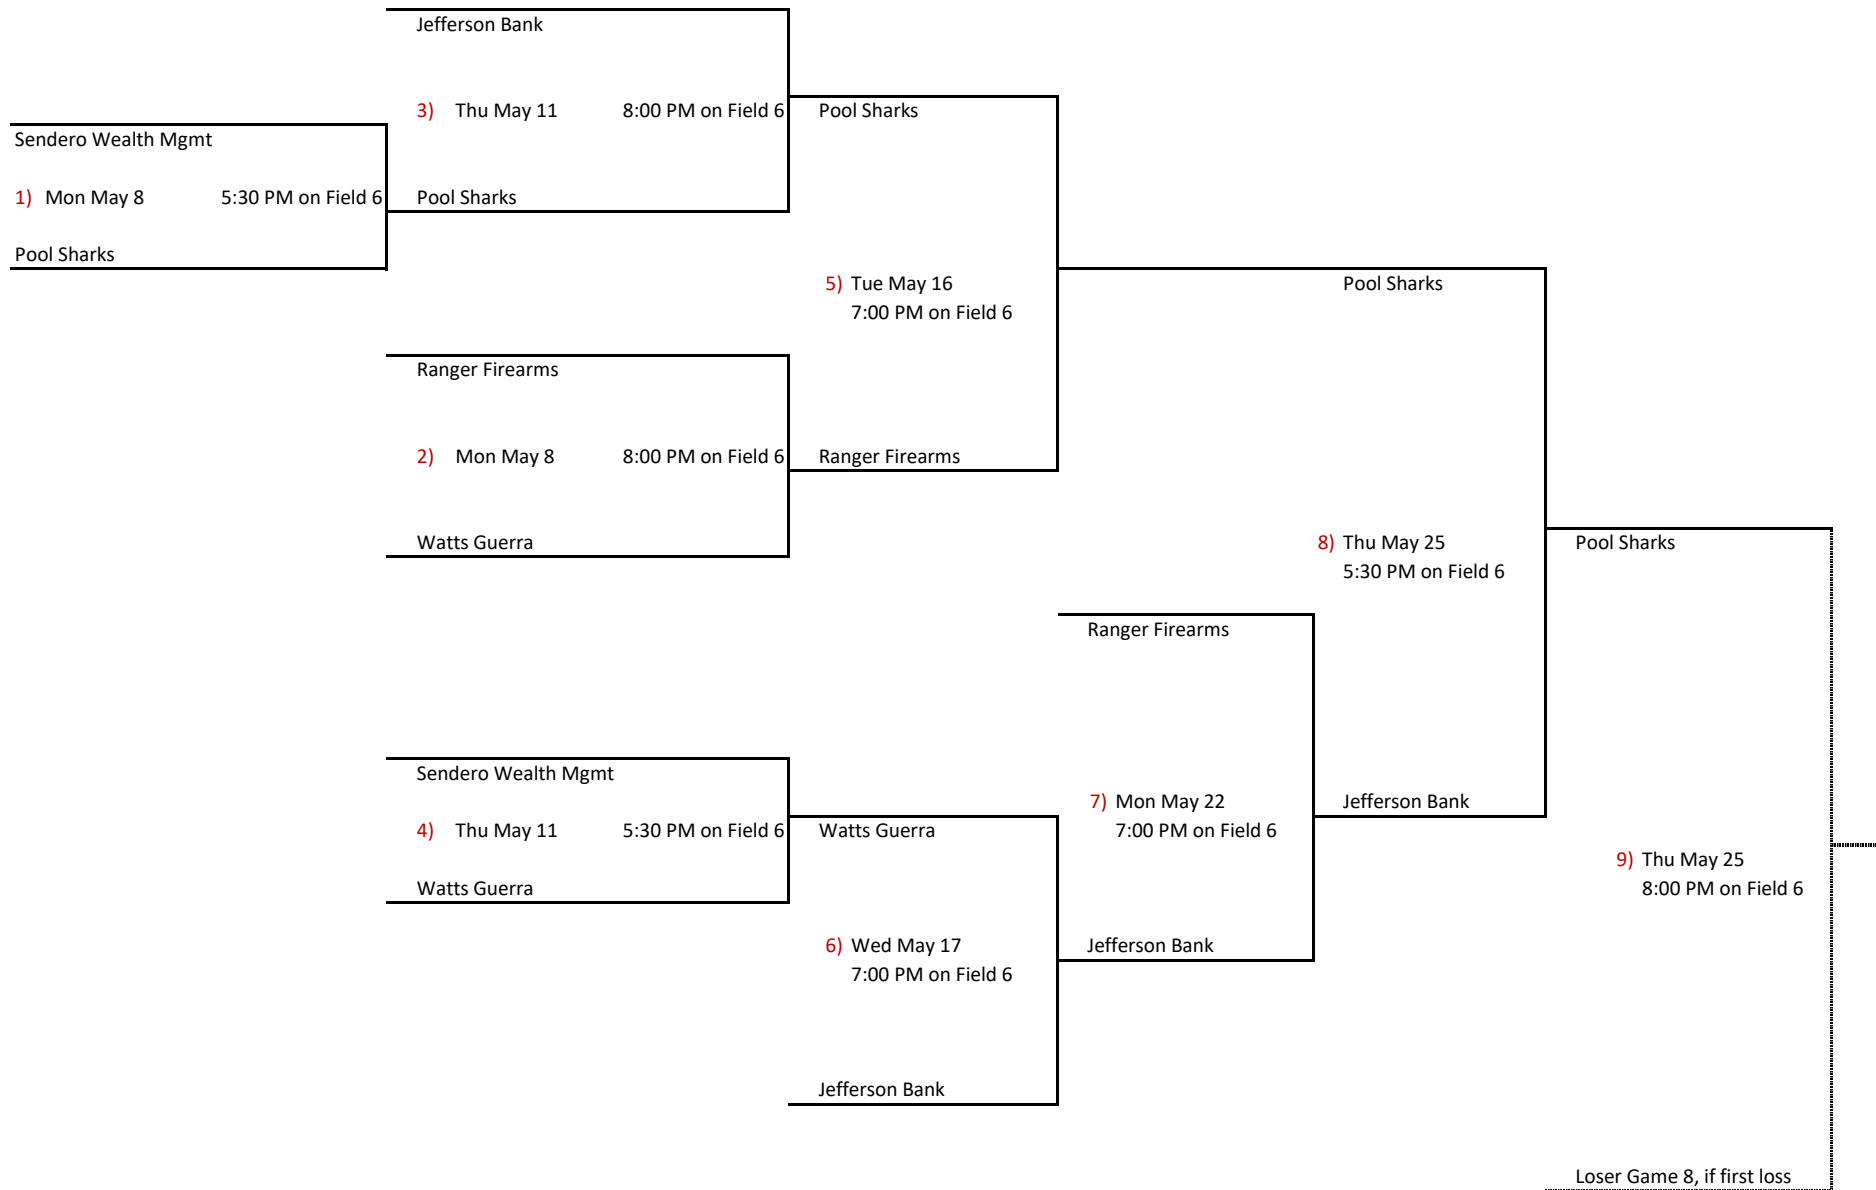 Jefferson Bank
3) Thu May 11 8:00 PM on Field 6 Pool Sharks
Sendero Wealth Mgmt
1) Mon May 8 5:30 PM on Field 6 Pool Sharks
Pool Sharks
5) Tue May 16 Pool Sharks
7:00 PM on Field 6
Ranger Firearms
2) Mon May 8 8:00 PM on Field 6 Ranger Firearms
Watts Guerra 8) Thu May 25 Pool Sharks
5:30 PM on Field 6
Ranger Firearms
Sendero Wealth Mgmt
7) Mon May 22 Jefferson Bank
4) Thu May 11 5:30 PM on Field 6 Watts Guerra 7:00 PM on Field 6
9) Thu May 25
Watts Guerra 8:00 PM on Field 6
6) Wed May 17 Jefferson Bank
7:00 PM on Field 6
Jefferson Bank
Loser Game 8, if first loss